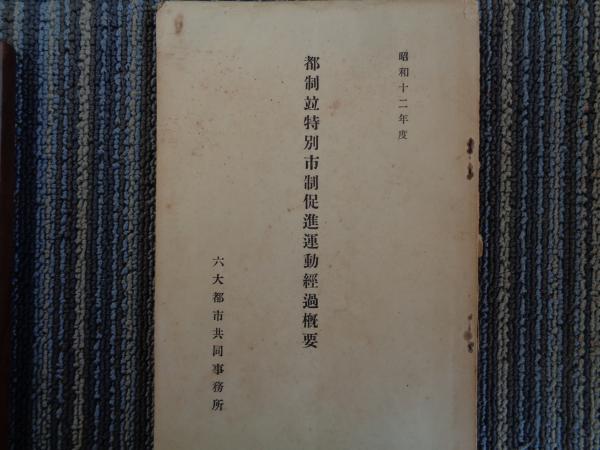 昭和十二年度
都制竝特別市制促進運動經過概要
六大都市共同事務所